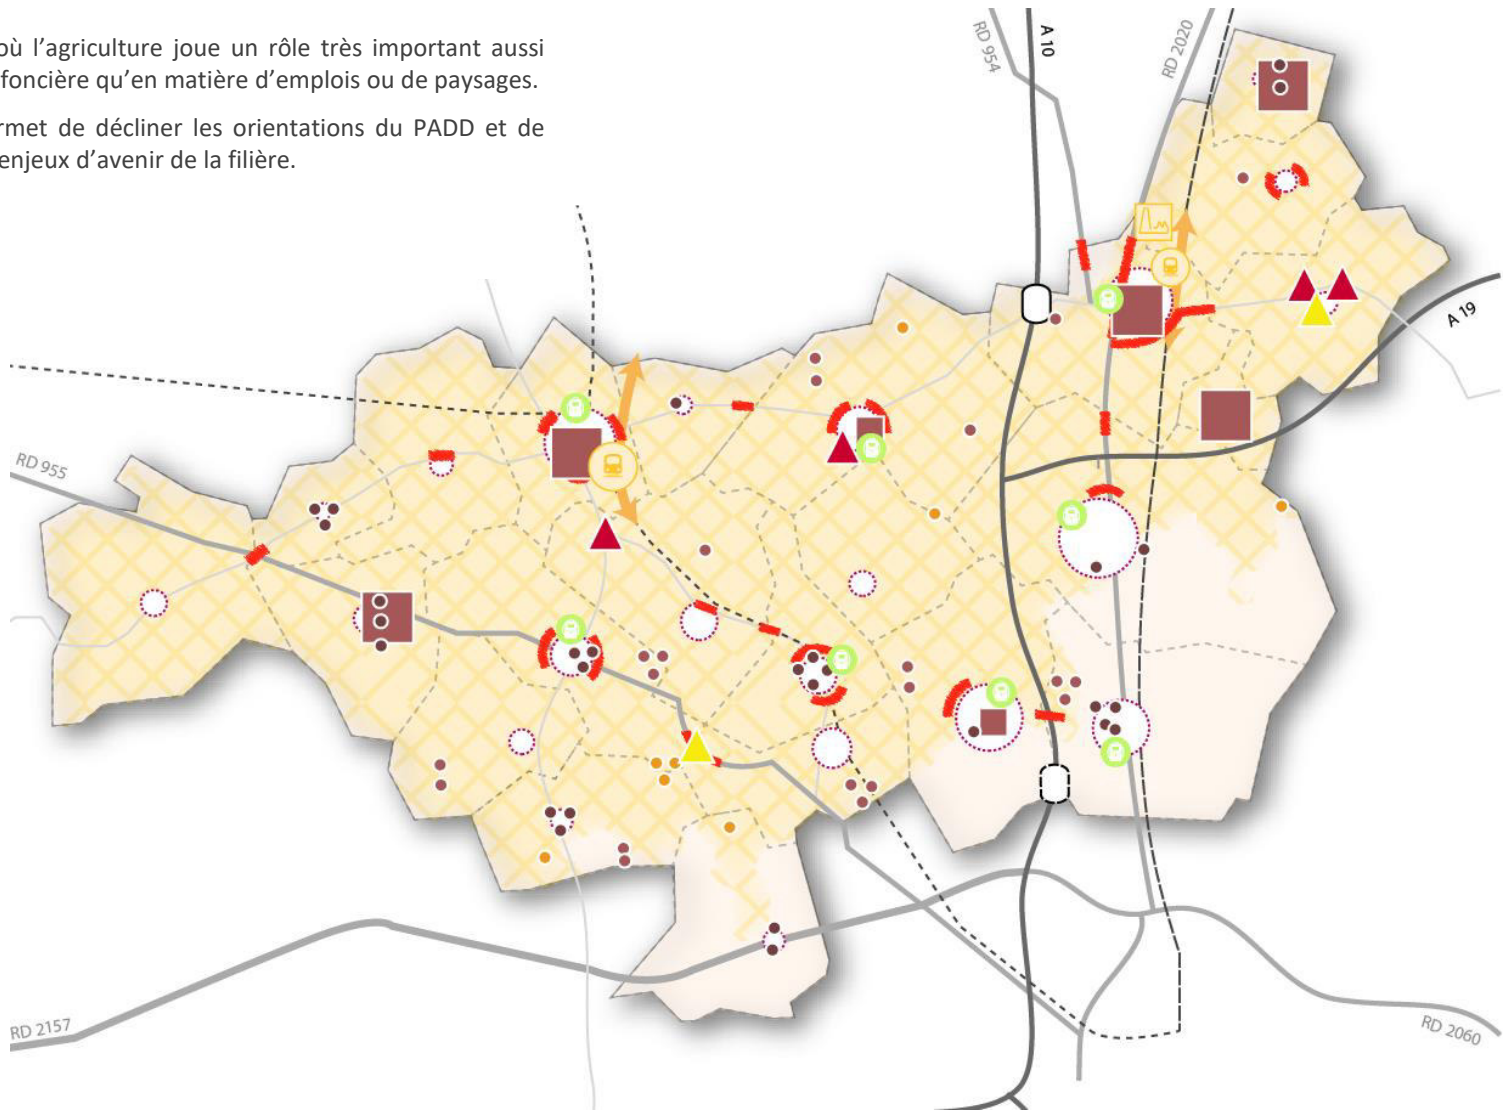 où l’agriculture joue un rôle très important aussi
foncière qu’en matière d’emplois ou de paysages.
rmet de décliner les orientations du PADD et de
enjeux d’avenir de la filière.
RD 954
A 10
RD 2020
A 19
RD 955
RD 2157
RD 2060